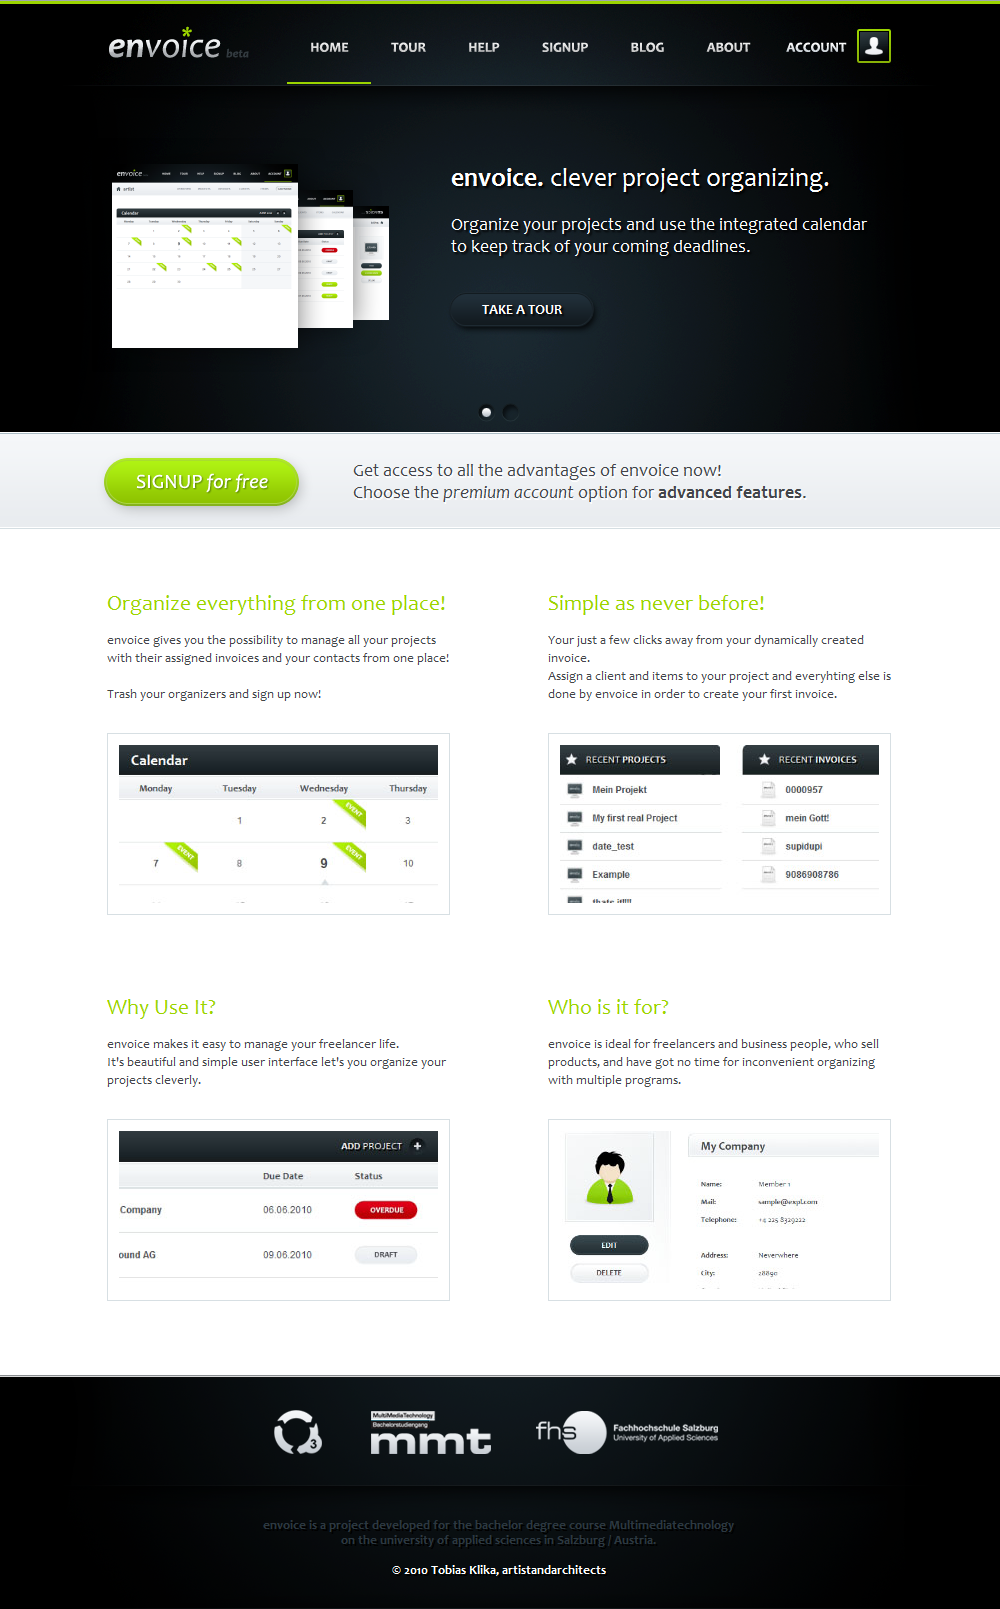 envoice beta
HOME TOUR HELP SIGNUP BLOG ABOUT ACCOUNT
envoice. clever project organizing.
Organize your projects and use the integrated calendar
to keep track of your coming deadlines.
TAKE A TOUR
Calendar
SIGNUP for free
Get access to all the advantages of envoice now!
Choose the premium account option for advanced features.
Organize everything from one place!
envoice gives you the possibility to manage all your projects
with their assigned invoices and your contacts from one place!
Trash your organizers and sign up now!
Calendar
Monday Tuesday Wednesday Thursday
EVENT
1 2 3
EVENT EVENT
7 8 9 10
Simple as never before!
Your just a few clicks away from your dynamically created
invoice.
Assign a client and items to your project and everyhting else is
done by envoice in order to create your first invoice.
RECENT PROJECTS
Mein Projekt
My first real Project
date_test
Example
thats it!!!!
RECENT INVOICES
0000957
mein Gott!
supidupi
9086908786
Why Use It?
envoice makes it easy to manage your freelancer life.
It's beautiful and simple user interface let's you organize your
projects cleverly.
ADD PROJECT
Due Date Status
Company 06.06.2010 OVERDUE
ound AG 09.06.2010 DRAFT
Who is it for?
envoice is ideal for freelancers and business people, who sell
products, and have got no time for inconvenient organizing
with multiple programs.
EDIT
DELETE
My Company
Name: Member 1
Mail: sample@expl.com
Telephone: +4 225 8329222
Address: Neverwhere
City: 28890
3
MultiMediaTechnology
Bachelorstudiengang
mmt
fhs
Fachhochschule Salzburg
University of Applied Sciences
envoice is a project developed for the bachelor degree course Multimediatechnology
on the university of applied sciences in Salzburg / Austria.
© 2010 Tobias Klika, artistandarchitects